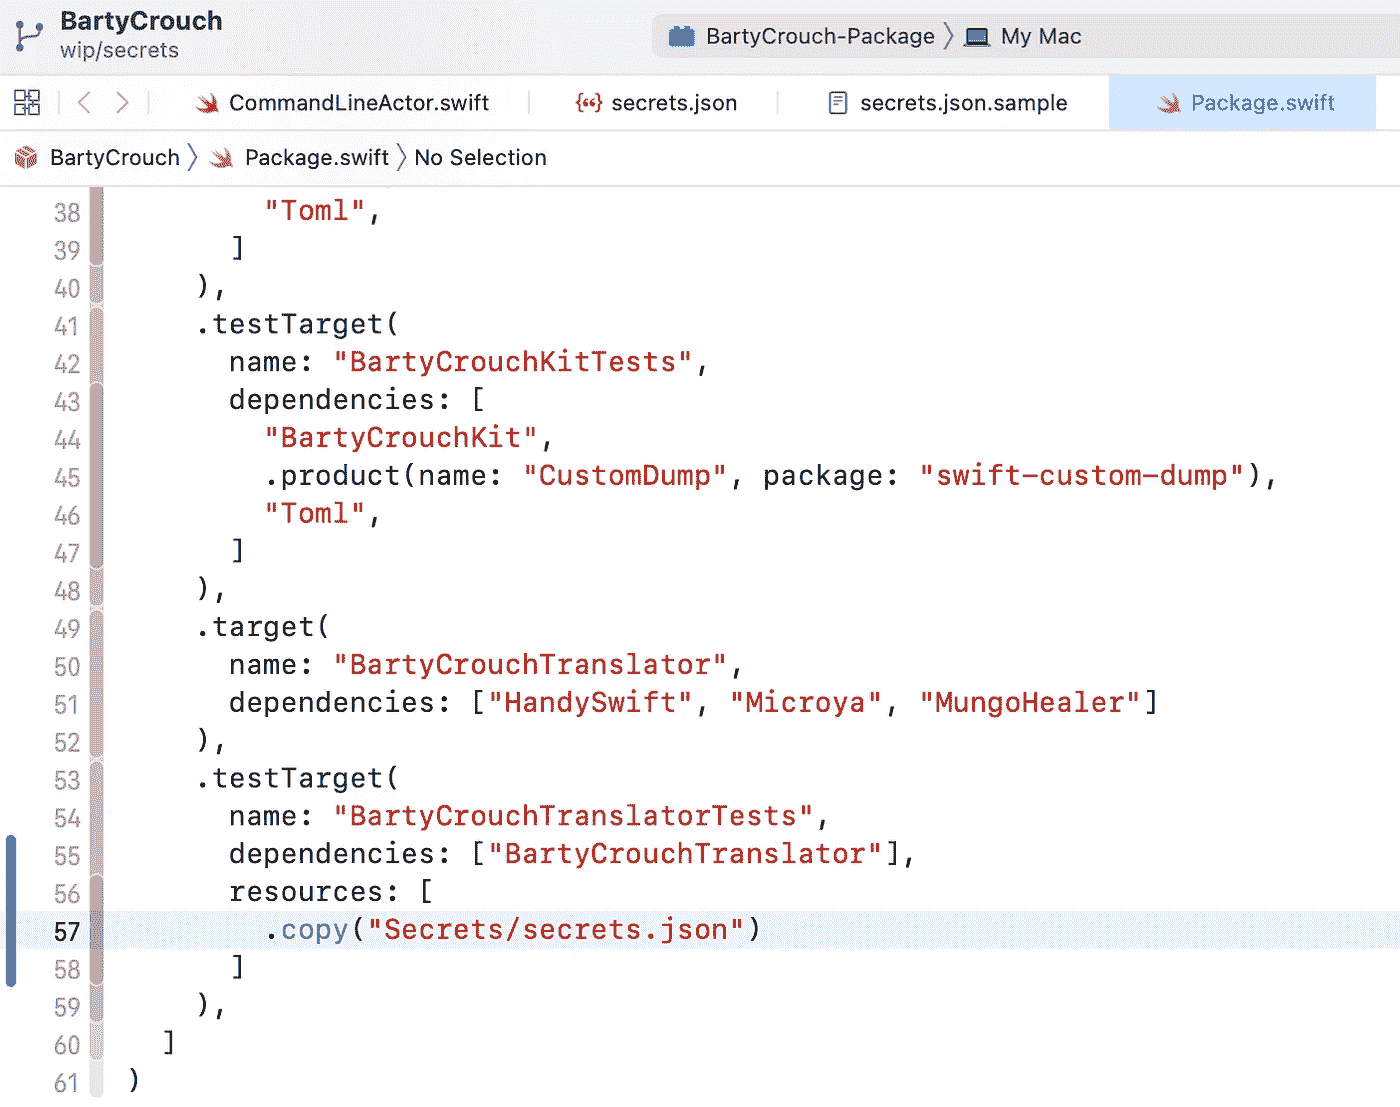 BartyCrouch
wip/secrets
BartyCrouch-Package My Mac
CommandLineActor.swift secrets.json secrets.json.sample Package.swift
BartyCrouch Package.swift No Selection
38 "Toml",
39 ]
40 ),
41 .testTarget(
42 name: "BartyCrouchKitTests",
43 dependencies: [
44 "BartyCrouchKit",
45 .product(name: "CustomDump", package: "swift-custom-dump"),
46 "Toml",
47 ]
48 ),
49 .target(
50 name: "BartyCrouchTranslator",
51 dependencies: ["HandySwift", "Microya", "MungoHealer"]
52 ),
53 .testTarget(
54 name: "BartyCrouchTranslatorTests",
55 dependencies: ["BartyCrouchTranslator"],
56 resources: [
57 .copy("Secrets/secrets.json")
58 ]
59 ),
60 ]
61 )